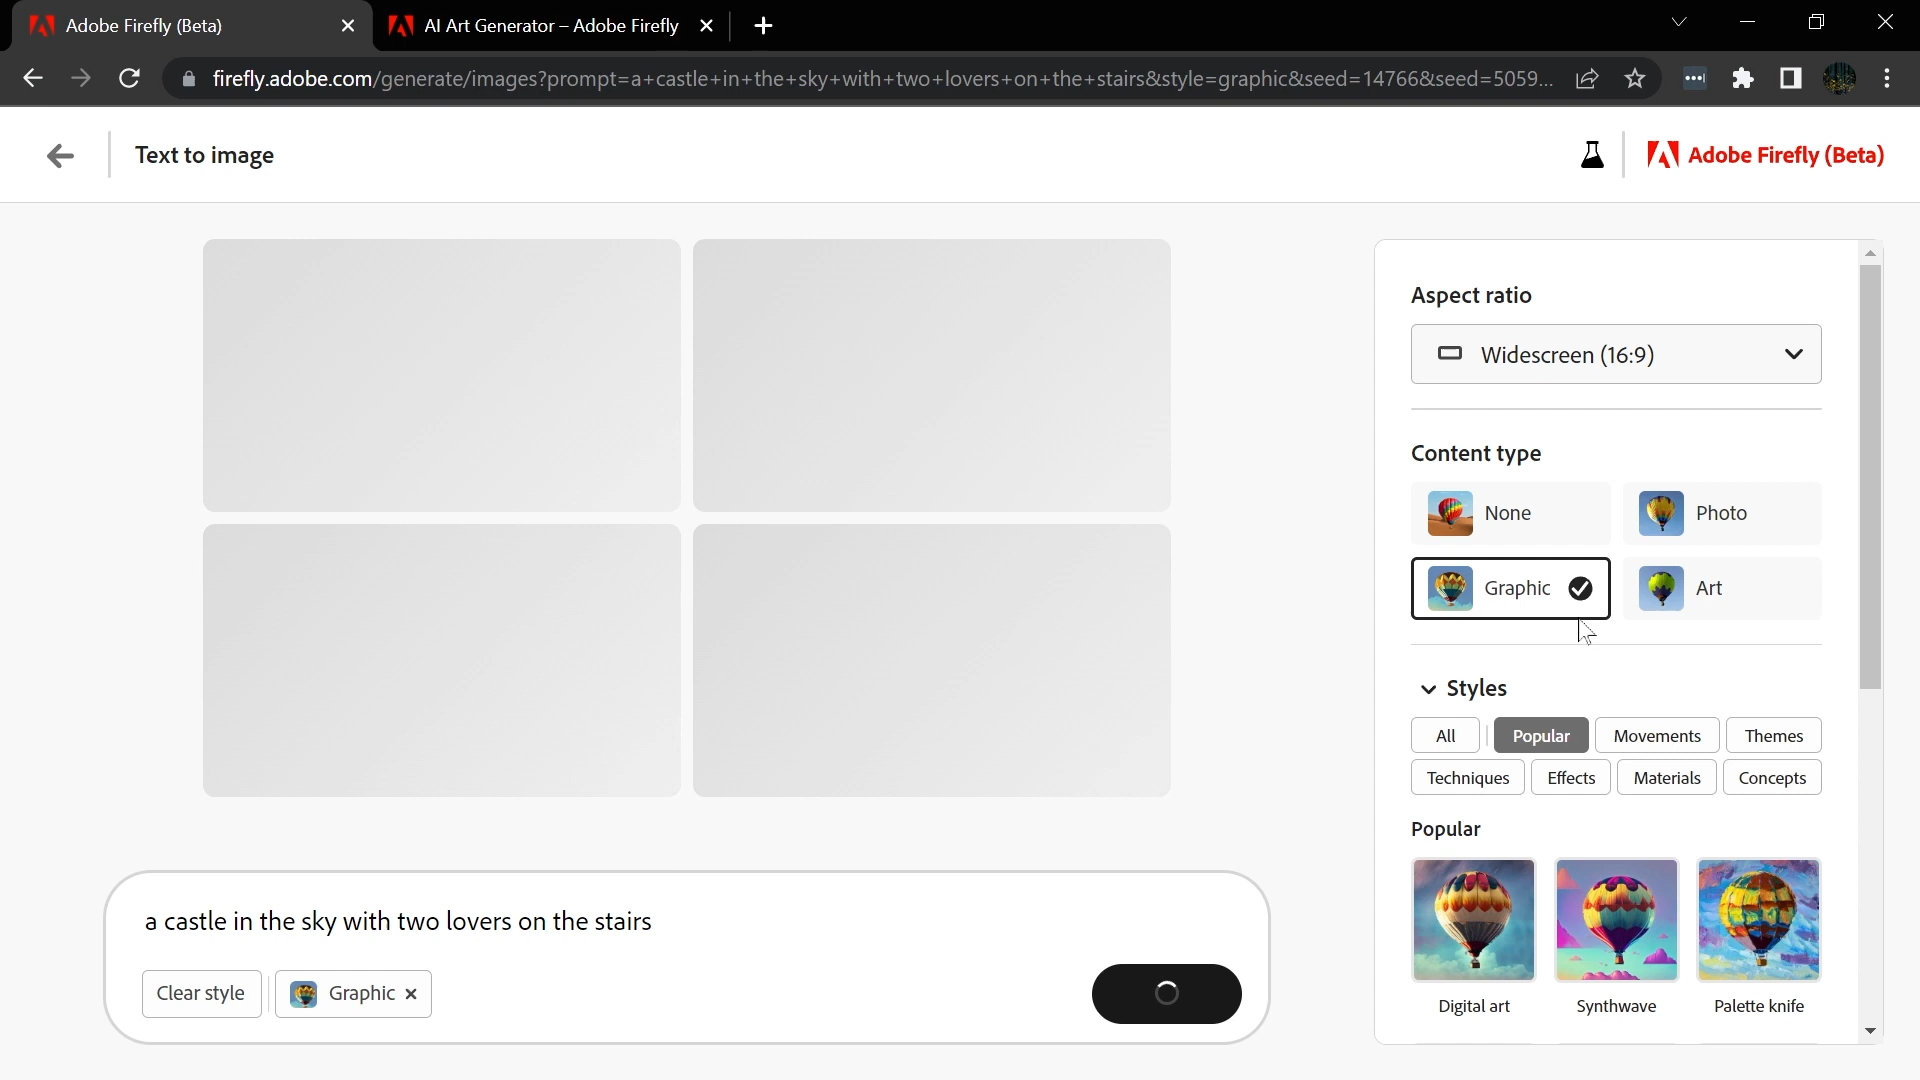 Adobe Firefly (Beta)
AI Art Generator – Adobe Firefly
firefly.adobe.com/generate/images?prompt=a+castle+in+the+sky+with+two+lovers+on+the+stairs&style=graphic&seed=14766&seed=5059...
Text to image
Adobe Firefly (Beta)
Aspect ratio
Widescreen (16:9)
Content type
None
Photo
Graphic
Art
Styles
All
Popular
Movements
Themes
Techniques
Effects
Materials
Concepts
Popular
Digital art
Synthwave
Palette knife
a castle in the sky with two lovers on the stairs
Clear style
Graphic